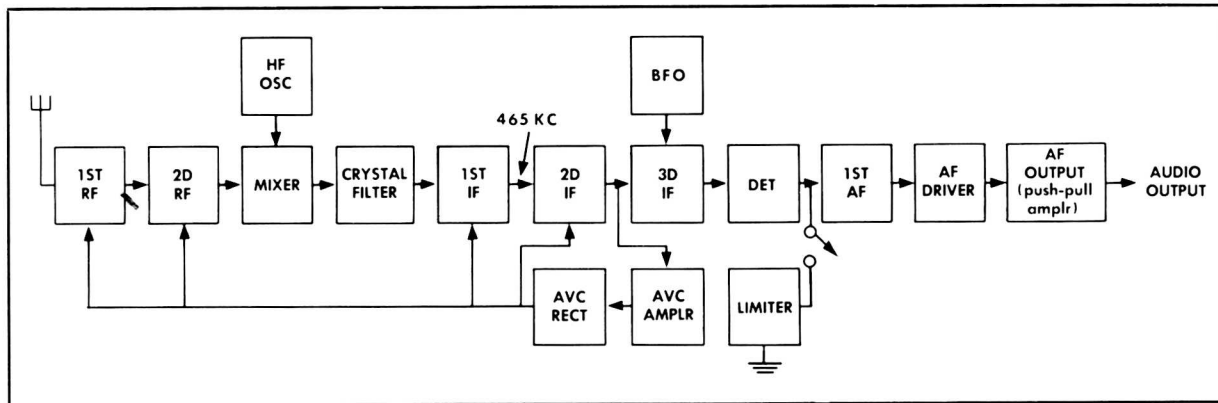 HF
OSC
BFO
465 KC
1ST
RF
2D
RF
MIXER
CRYSTAL
FILTER
1ST
IF
2D
IF
3D
IF
DET
1ST
AF
AF
DRIVER
AF
OUTPUT
(push-pull
amplr)
AUDIO
OUTPUT
AVC
RECT
AVC
AMPLR
LIMITER